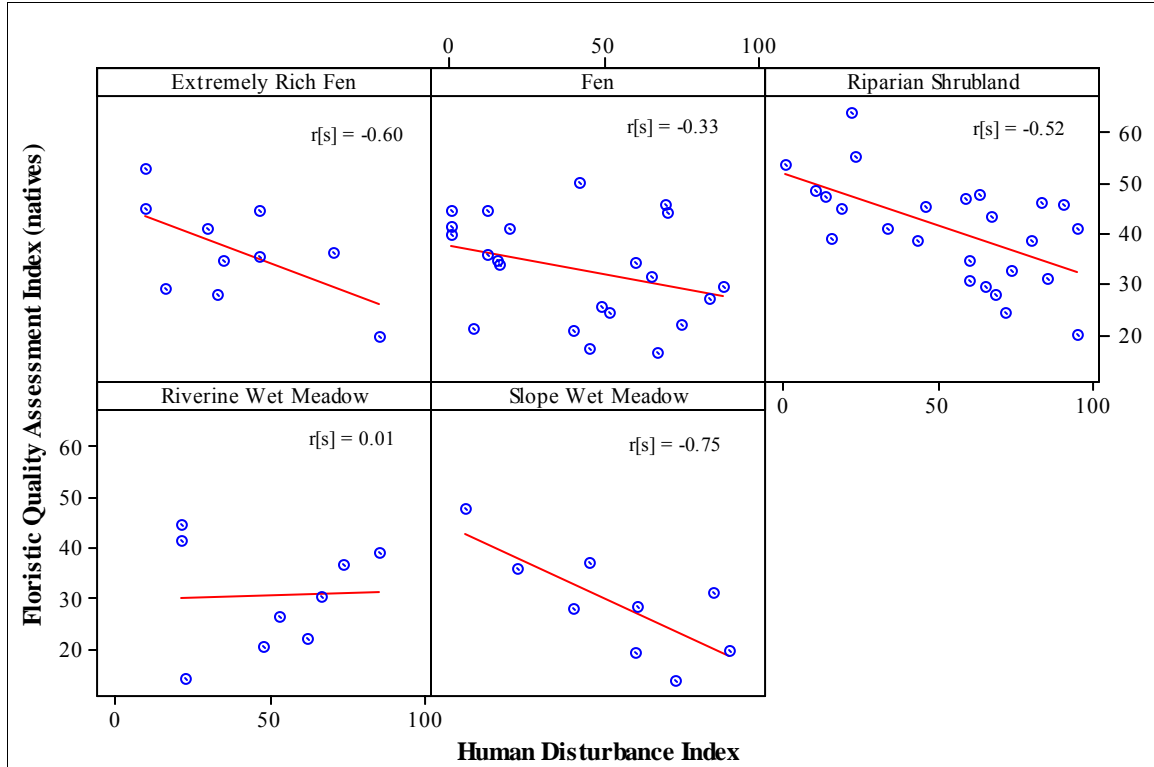 0 50 100
Extremely Rich Fen Fen Riparian Shrubland
r[s] = -0.60 r[s] = -0.33 r[s] = -0.52
60
50
40
30
20
Riverine Wet Meadow Slope Wet Meadow
0 50 100
r[s] = 0.01 r[s] = -0.75
60
50
40
30
20
0 50 100
Human Disturbance Index
Floristic Quality Assessment Index (natives)